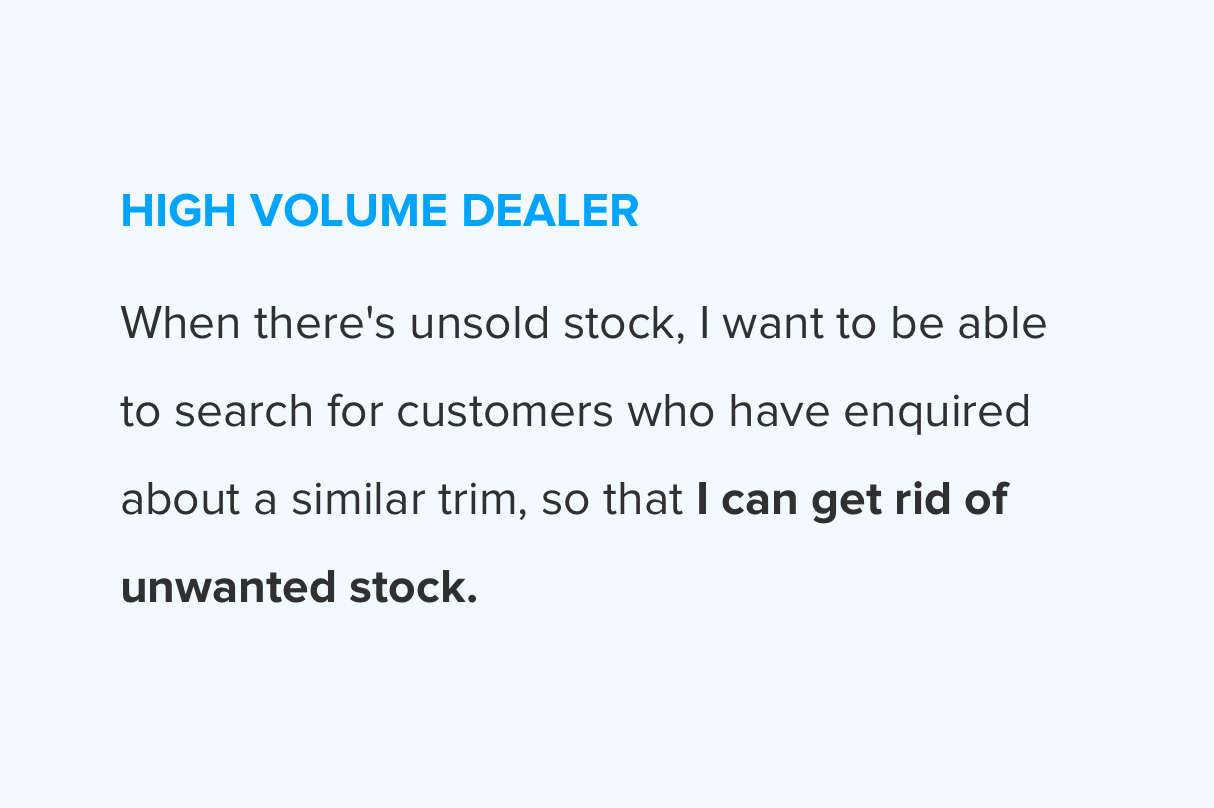 HIGH VOLUME DEALER
When there's unsold stock, I want to be able
to search for customers who have enquired
about a similar trim, so that I can get rid of
unwanted stock.